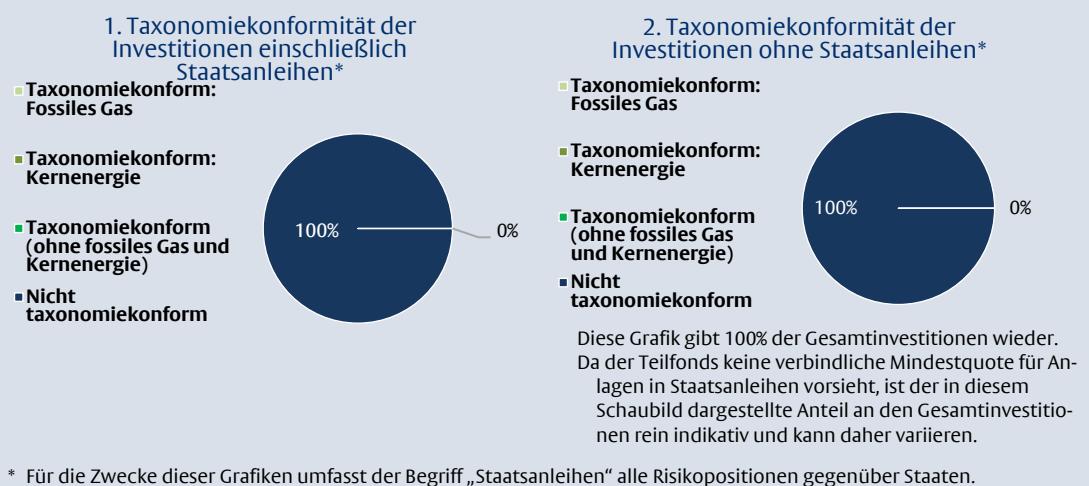 1. Taxonomiekonformität der
Investitionen einschließlich
Staatsanleihen*
Taxonomiekonform:
Fossiles Gas
Taxonomiekonform:
Kernenergie
Taxonomiekonform
(ohne fossiles Gas und
Kernenergie)
Nicht
taxonomiekonform
100%
0%
2. Taxonomiekonformität der
Investitionen ohne Staatsanleihen*
Taxonomiekonform:
Fossiles Gas
Taxonomiekonform:
Kernenergie
Taxonomiekonform
(ohne fossiles Gas
und Kernenergie)
Nicht
taxonomiekonform
100%
0%
Diese Grafik gibt 100% der Gesamtinvestitionen wieder.
Da der Teilfonds keine verbindliche Mindestquote für An-
lagen in Staatsanleihen vorsieht, ist der in diesem
Schaubild dargestellte Anteil an den Gesamtinvestitio-
nen rein indikativ und kann daher variieren.
* Für die Zwecke dieser Grafiken umfasst der Begriff „Staatsanleihen“ alle Risikopositionen gegenüber Staaten.